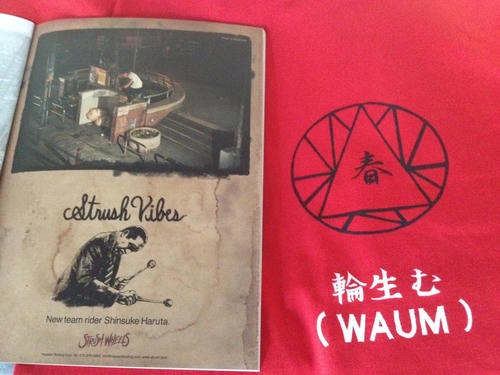 Strush Vibes
New team rider Shinsuke Haruta.
STRUSH WHEELS
春
輪生む
(WAUM)